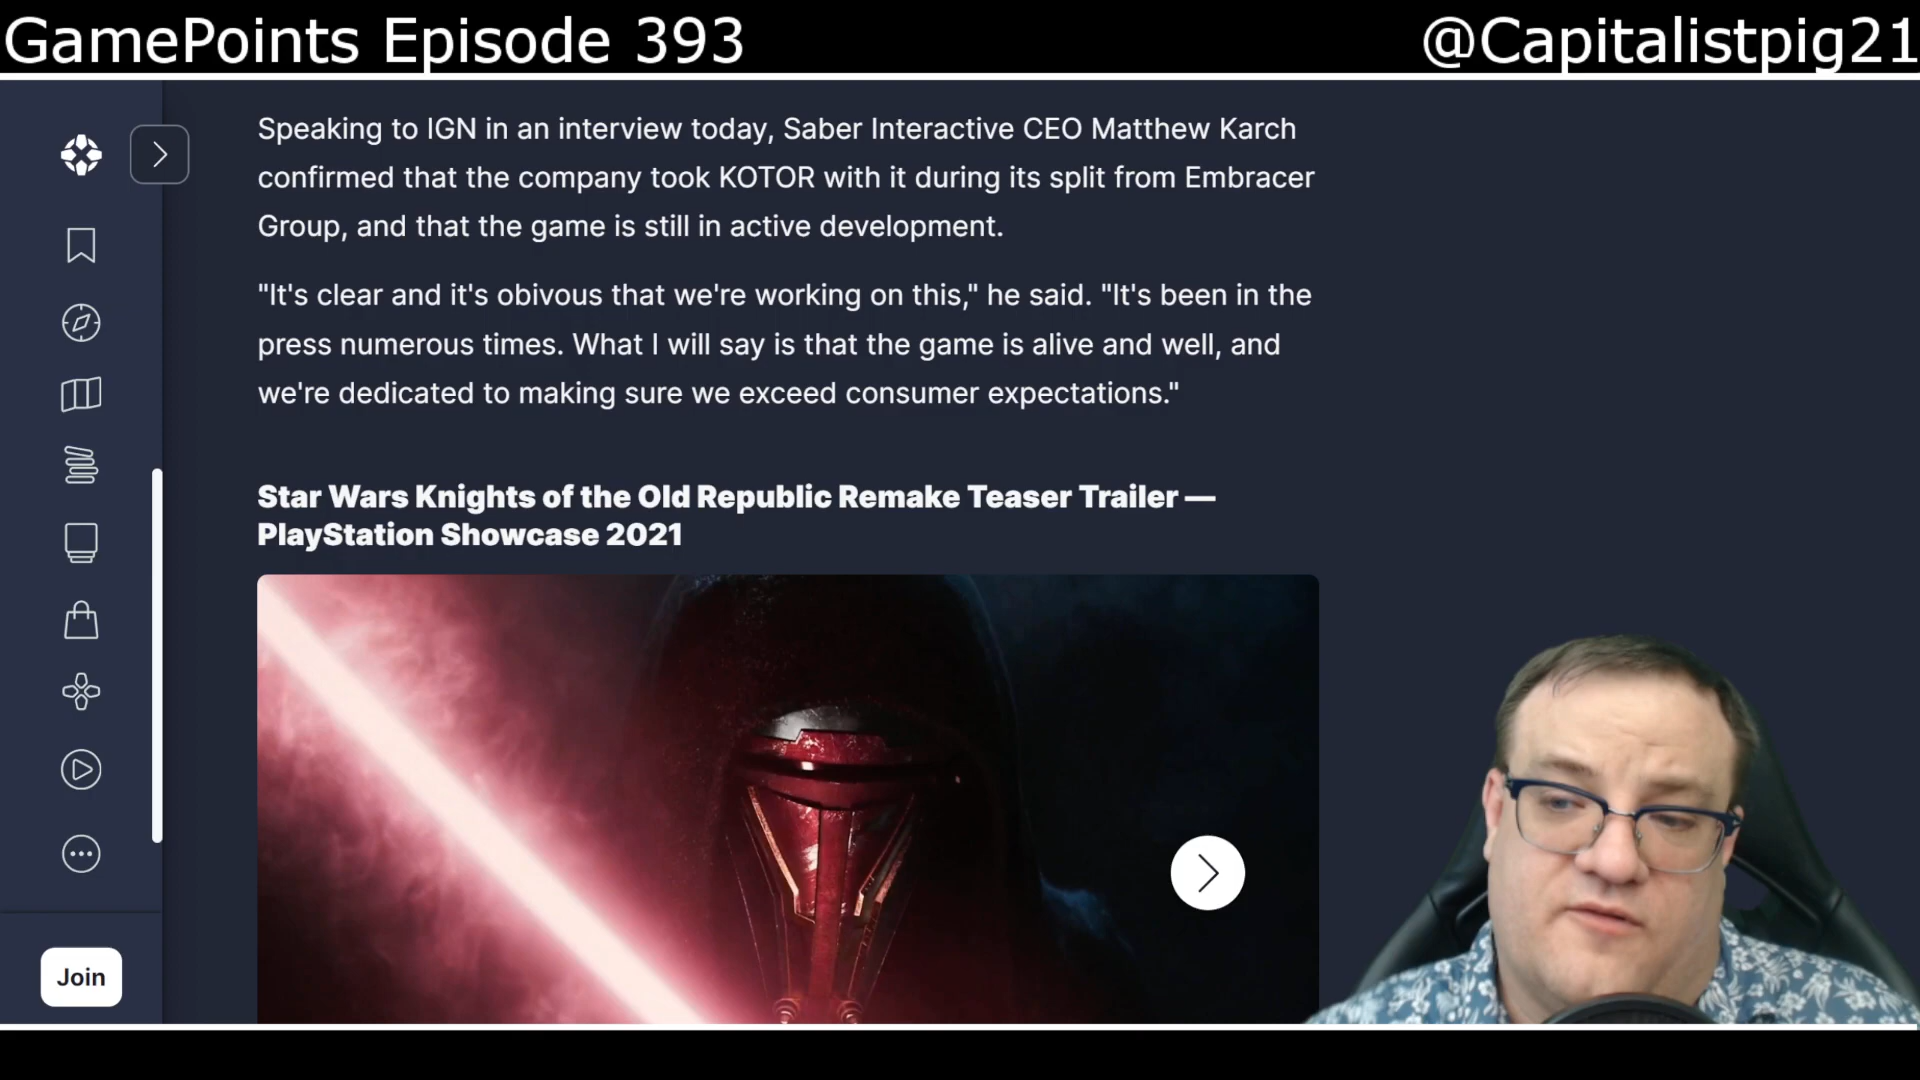 GamePoints Episode 393
@Capitalistpig21
Speaking to IGN in an interview today, Saber Interactive CEO Matthew Karch
confirmed that the company took KOTOR with it during its split from Embracer
Group, and that the game is still in active development.
"It's clear and it's obivous that we're working on this," he said. "It's been in the
press numerous times. What I will say is that the game is alive and well, and
we're dedicated to making sure we exceed consumer expectations."
Star Wars Knights of the Old Republic Remake Teaser Trailer —
PlayStation Showcase 2021
Join